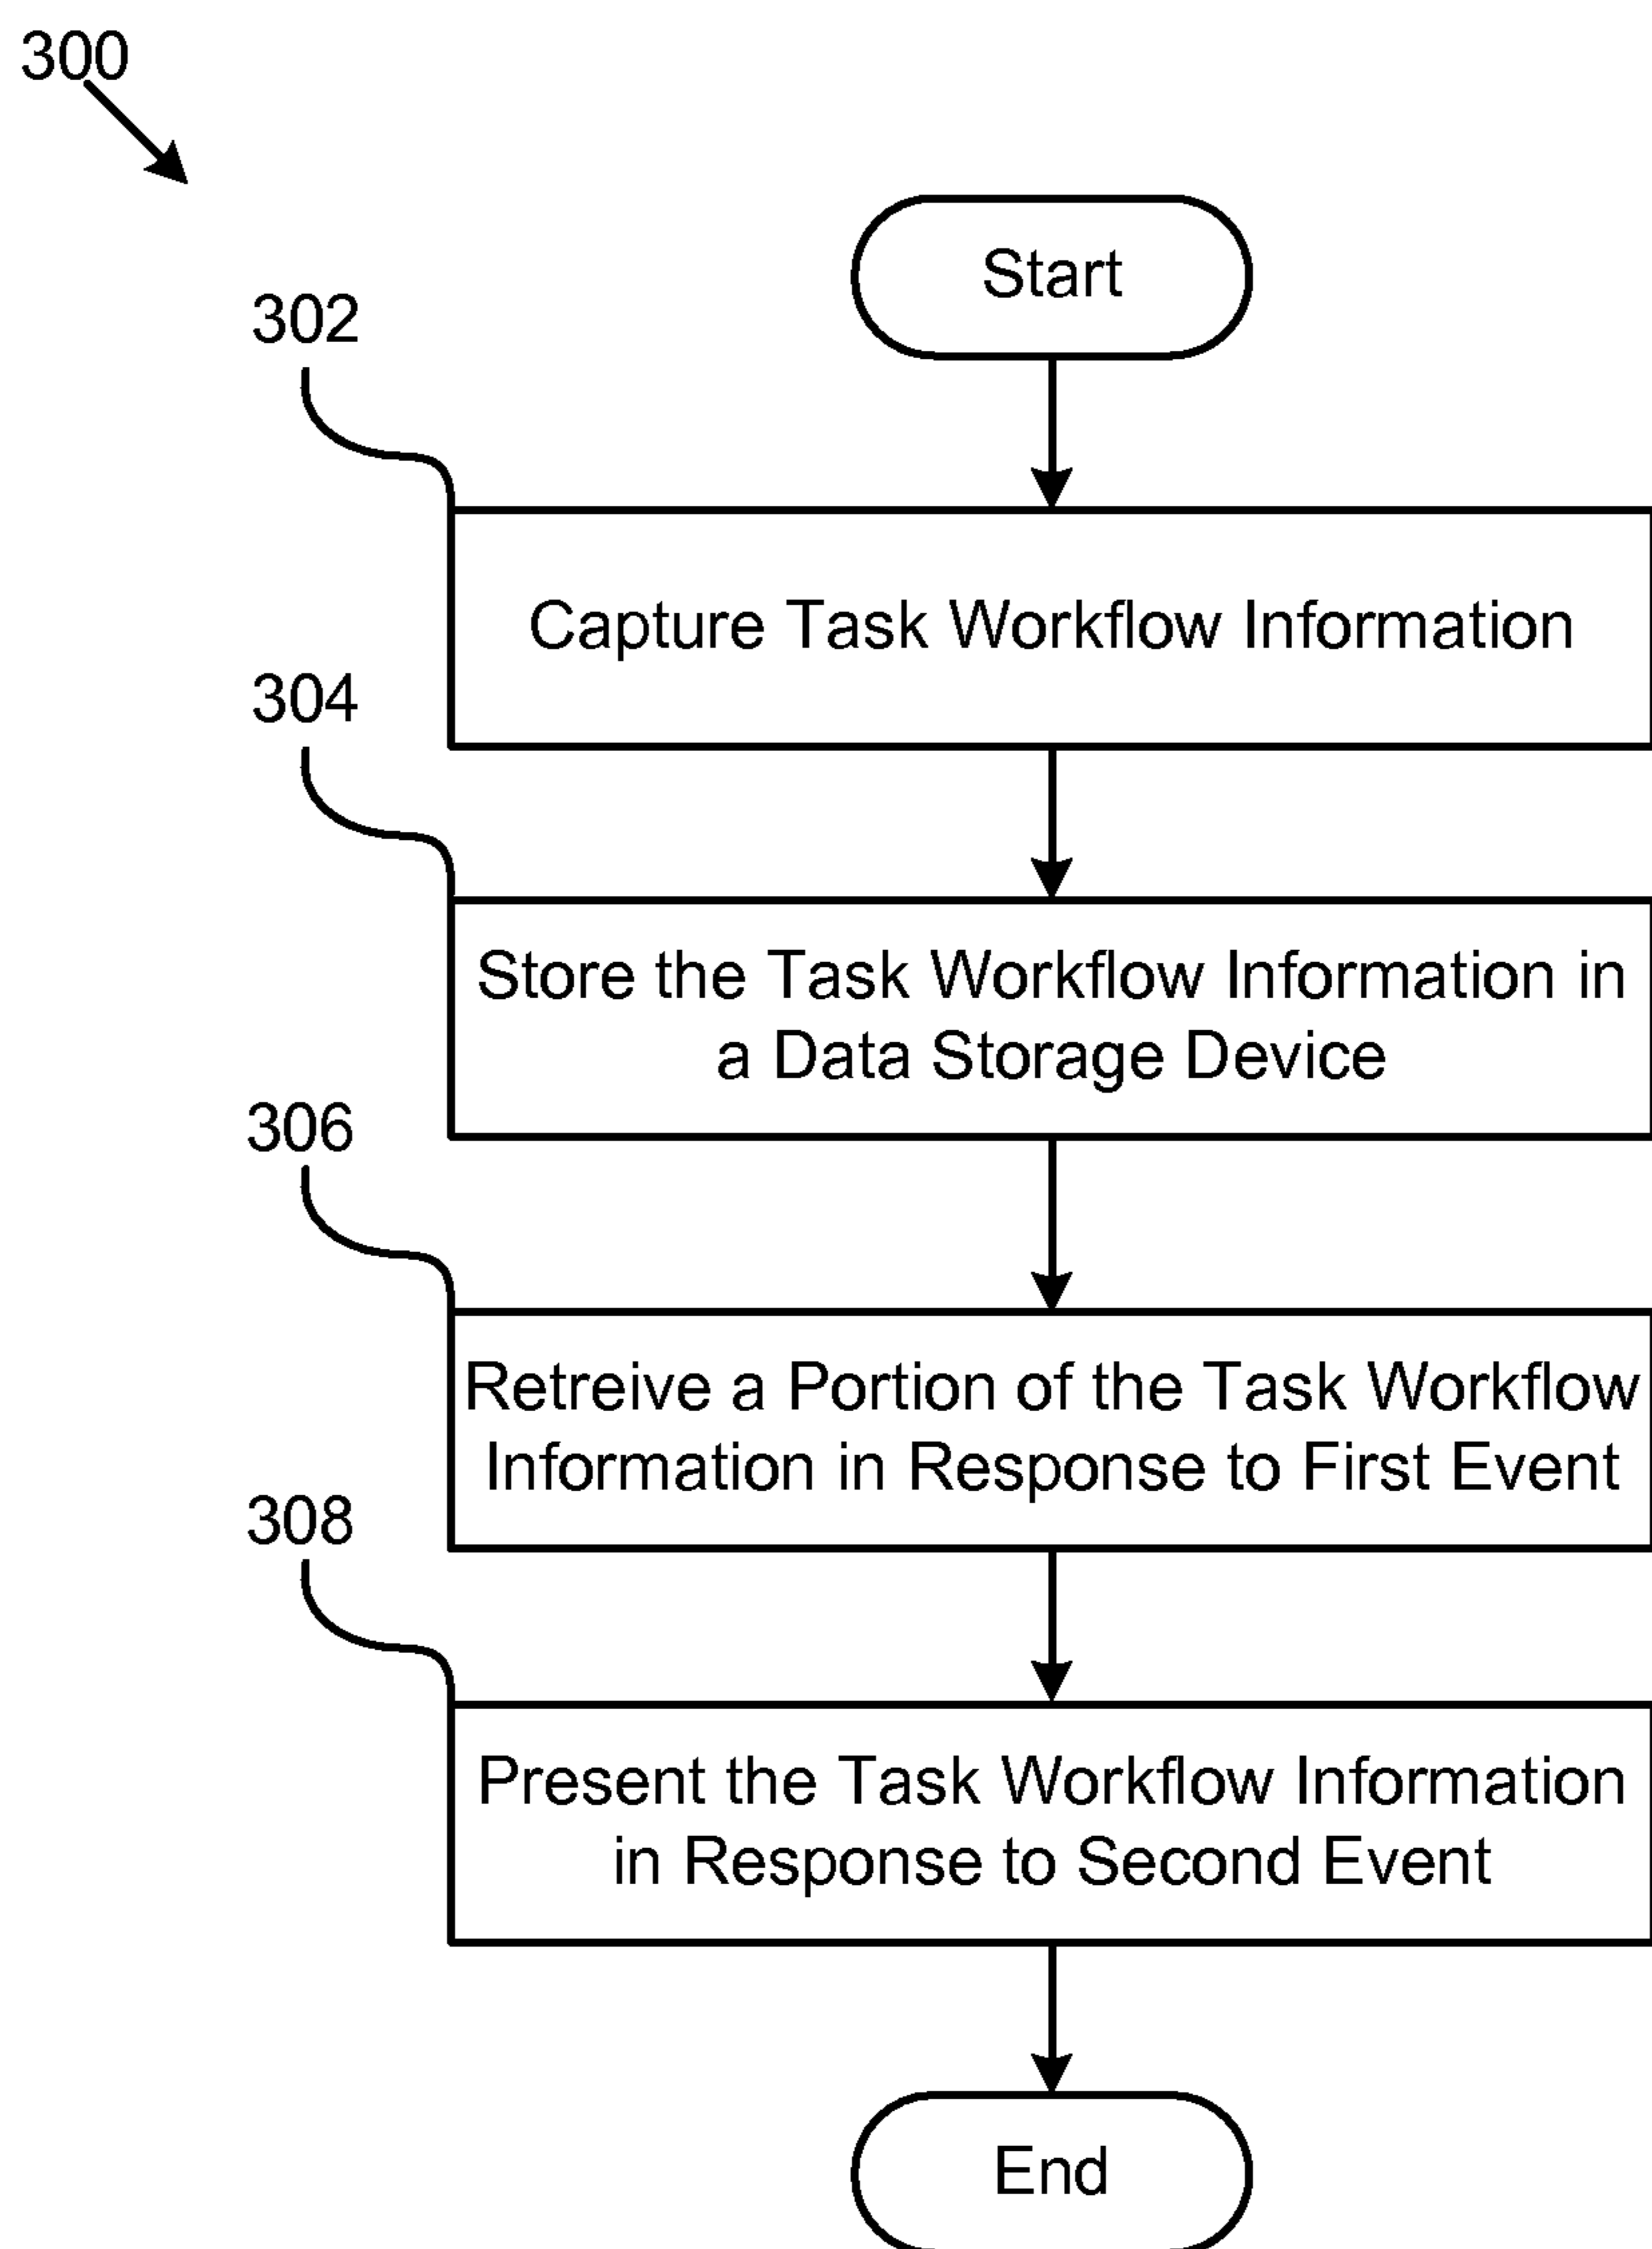 300
Start
302
Capture Task Workflow Information
304
Store the Task Workflow Information in
a Data Storage Device
306
Retreive a Portion of the Task Workflow
Information in Response to First Event
308
Present the Task Workflow Information
in Response to Second Event
End